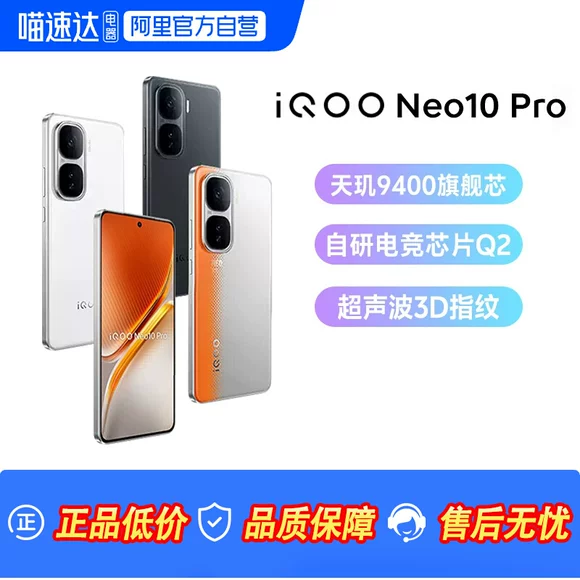 喵速达电器 阿里官方自营
iQOO Neo10 Pro
天玑9400旗舰芯
自研电竞芯片Q2
超声波3D指纹
iQOO
iQOO
iQOO Neo10 Pro
iQOO
正 正品低价 品质保障 售后无忧